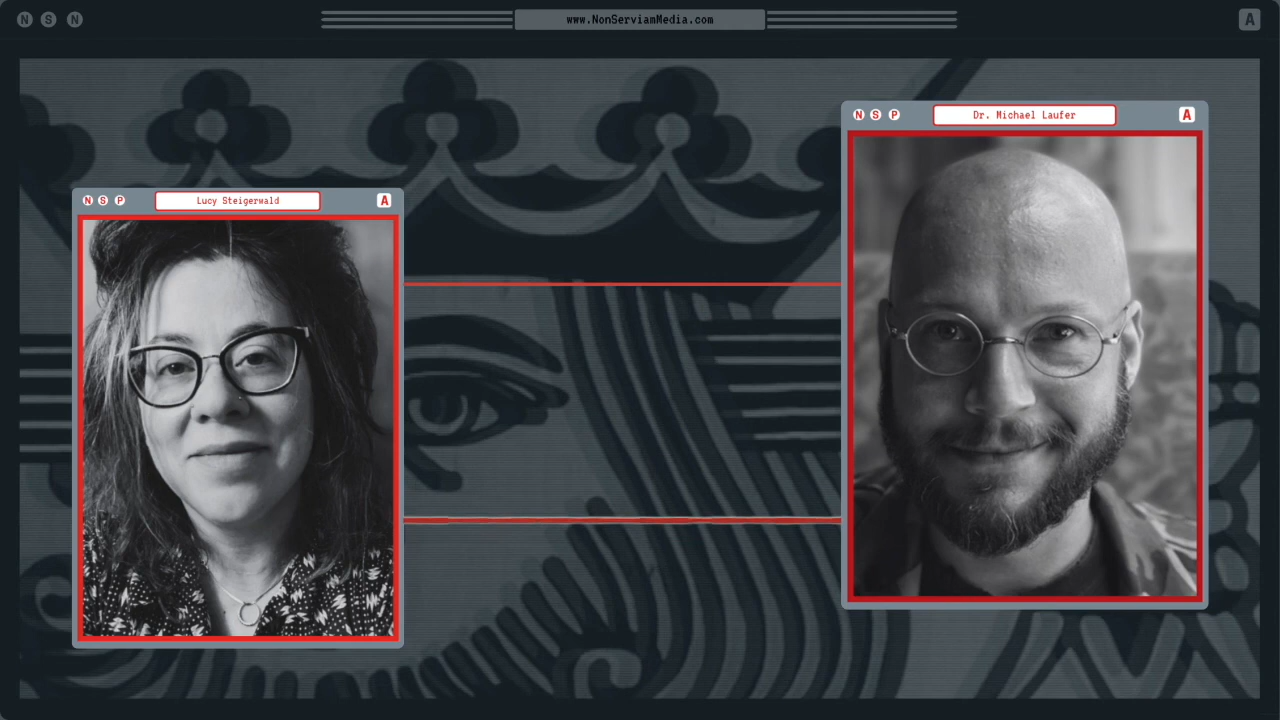 N S N
www.NonServiamMedia.com
A
N S P
Dr. Michael Laufer
A
N S P
Lucy Steigerwald
A